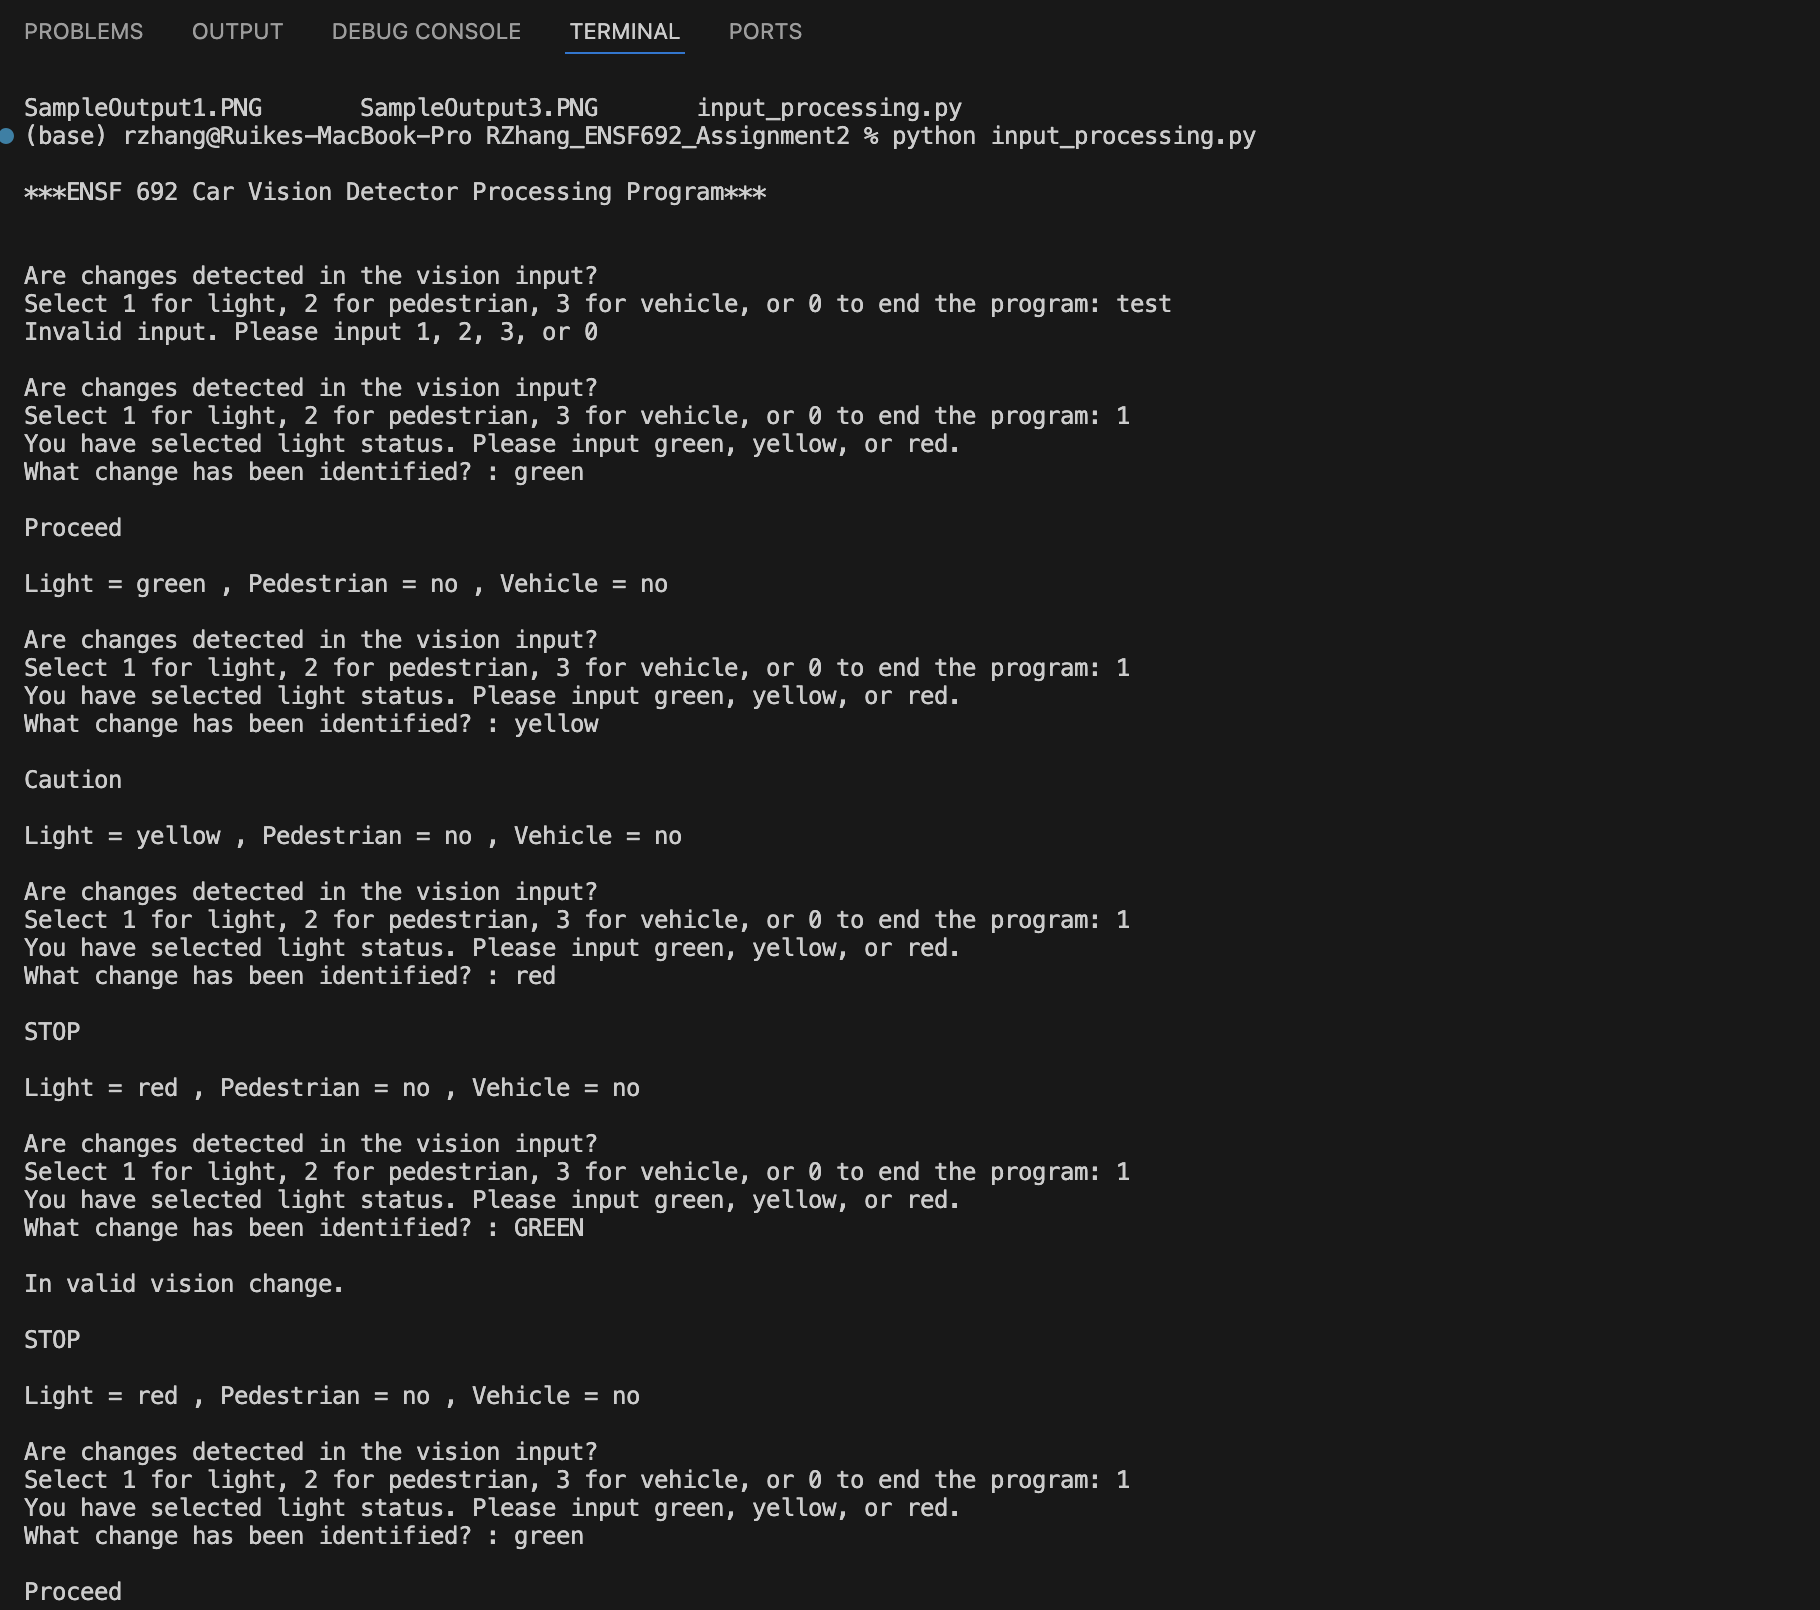 PROBLEMS OUTPUT DEBUG CONSOLE TERMINAL PORTS
SampleOutput1.PNG SampleOutput3.PNG input_processing.py
(base) rzhang@Ruikes-MacBook-Pro RZhang_ENSF692_Assignment2 % python input_processing.py
***ENSF 692 Car Vision Detector Processing Program***
Are changes detected in the vision input?
Select 1 for light, 2 for pedestrian, 3 for vehicle, or 0 to end the program: test
Invalid input. Please input 1, 2, 3, or 0
Are changes detected in the vision input?
Select 1 for light, 2 for pedestrian, 3 for vehicle, or 0 to end the program: 1
You have selected light status. Please input green, yellow, or red.
What change has been identified? : green
Proceed
Light = green , Pedestrian = no , Vehicle = no
Are changes detected in the vision input?
Select 1 for light, 2 for pedestrian, 3 for vehicle, or 0 to end the program: 1
You have selected light status. Please input green, yellow, or red.
What change has been identified? : yellow
Caution
Light = yellow , Pedestrian = no , Vehicle = no
Are changes detected in the vision input?
Select 1 for light, 2 for pedestrian, 3 for vehicle, or 0 to end the program: 1
You have selected light status. Please input green, yellow, or red.
What change has been identified? : red
STOP
Light = red , Pedestrian = no , Vehicle = no
Are changes detected in the vision input?
Select 1 for light, 2 for pedestrian, 3 for vehicle, or 0 to end the program: 1
You have selected light status. Please input green, yellow, or red.
What change has been identified? : GREEN
In valid vision change.
STOP
Light = red , Pedestrian = no , Vehicle = no
Are changes detected in the vision input?
Select 1 for light, 2 for pedestrian, 3 for vehicle, or 0 to end the program: 1
You have selected light status. Please input green, yellow, or red.
What change has been identified? : green
Proceed